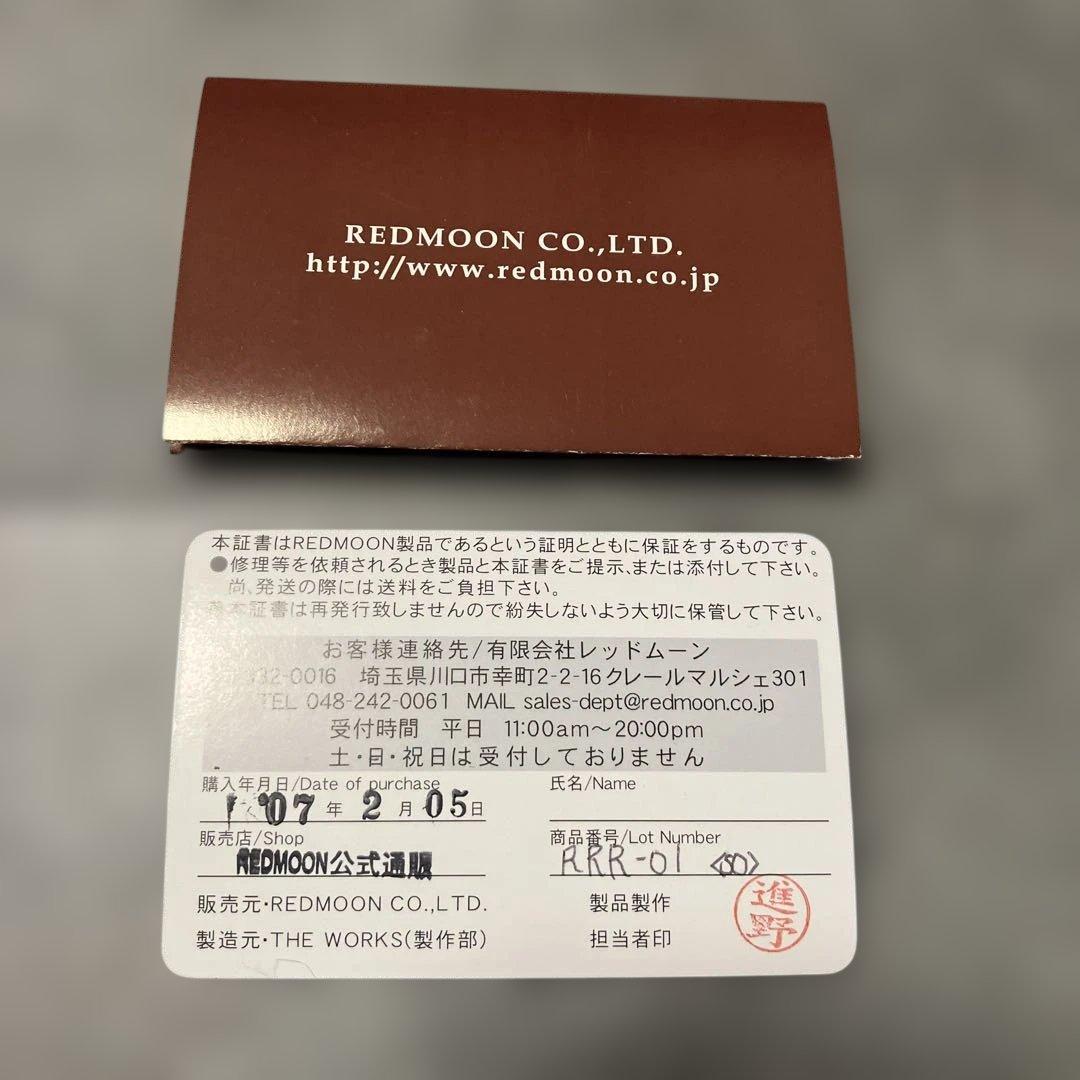 REDMOON CO.,LTD.
http://www.redmoon.co.jp
本証書はREDMOON製品であるという証明とともに保証をするものです。
●修理等を依頼されるとき製品と本証書をご提示、または添付して下さい。
尚、発送の際には送料をご負担下さい。
本証書は再発行致しませんので紛失しないよう大切に保管して下さい。
お客様連絡先/有限会社レッドムーン
332-0016 埼玉県川口市幸町2-2-16クレールマルシェ301
TEL 048-242-0061 MAIL sales-dept@redmoon.co.jp
受付時間 平日 11:00am〜20:00pm
土・日・祝日は受付しておりません
購入年月日/Date of purchase
'07年 2月 05日
氏名/Name
販売店/Shop
REDMOON公式通販
商品番号/Lot Number
RRR-01
販売元・REDMOON CO.,LTD.
製造元・THE WORKS(製作部)
製品製作
担当者印
進野